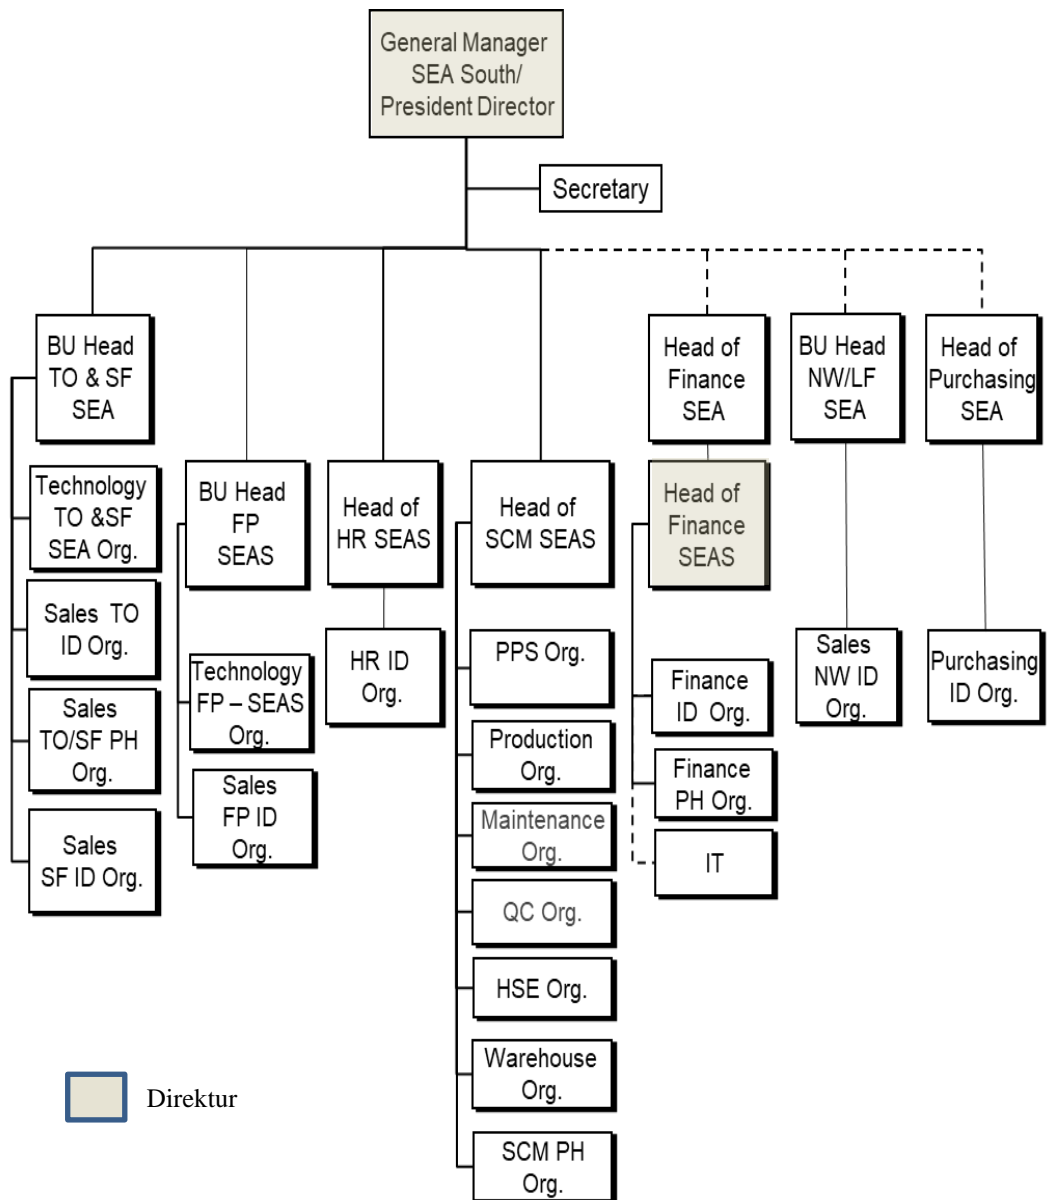 General Manager
SEA South/
President Director
Secretary
BU Head
TO & SF
SEA
Technology
TO &SF
SEA Org.
Sales TO
ID Org.
Sales
TO/SF PH
Org.
Sales
SF ID Org.
BU Head
FP
SEAS
Technology
FP – SEAS
Org.
Sales
FP ID
Org.
Head of
HR SEAS
HR ID
Org.
Head of
SCM SEAS
PPS Org.
Production
Org.
Maintenance
Org.
QC Org.
HSE Org.
Warehouse
Org.
SCM PH
Org.
Head of
Finance
SEA
Head of
Finance
SEAS
Finance
ID Org.
Finance
PH Org.
IT
BU Head
NW/LF
SEA
Sales
NW ID
Org.
Head of
Purchasing
SEA
Purchasing
ID Org.
Direktur